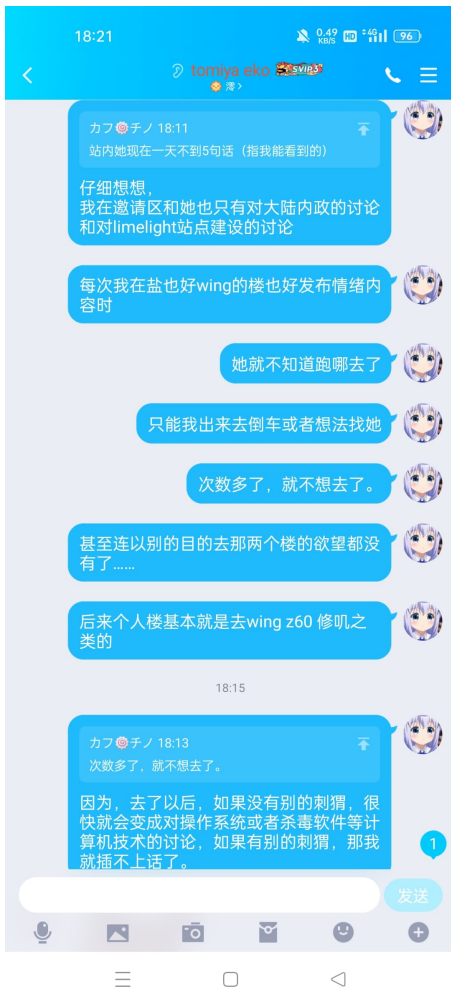 18:21
0.49 KB/S HD 4G 96
tomiya eko SVIP3
澪>
カフ🍥チノ 18:11
站内她现在一天不到5句话（指我能看到的）
仔细想想，
我在邀请区和她也只有对大陆内政的讨论
和对limelight站点建设的讨论
每次我在盐也好wing的楼也好发布情绪内
容时
她就不知道跑哪去了
只能我出来去倒车或者想法找她
次数多了，就不想去了。
甚至连以别的目的去那两个楼的欲望都没
有了……
后来个人楼基本就是去wing z60 修叽之
类的
18:15
カフ🍥チノ 18:13
次数多了，就不想去了。
因为，去了以后，如果没有别的刺猬，很
快就会变成对操作系统或者杀毒软件等计
算机技术的讨论，如果有别的刺猬，那我
就插不上话了。
1
发送